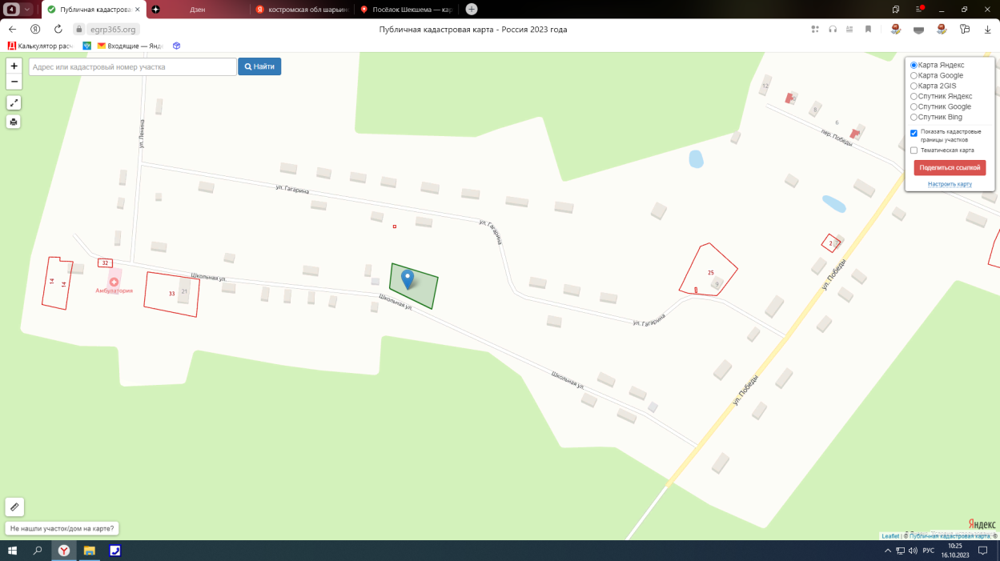 4
Публичная кадастрова
Дзен
костромская обл шарьин
Посёлок Шекшема — кар
egrp365.org
Публичная кадастровая карта - Россия 2023 года
Калькулятор рас
Входящие — Янд
+
−
Адрес или кадастровый номер участка
Найти
Карта Яндекс
Карта Google
Карта 2GIS
Спутник Яндекс
Спутник Google
Спутник Bing
Показать кадастровые
границы участков
Тематическая карта
Поделиться ссылкой
Настроить карту
12
8
6
пер. Победы
ул. Ленина
ул. Гагарина
ул. Гагарина
2
32
25
9
14
14
Амбулатория
33
21
Школьная ул.
Школьная ул.
ул. Гагарина
ул. Победы
Школьная ул.
ул. Победы
Не нашли участок/дом на карте?
Яндекс
Leaflet | © Публичная кадастровая карта, ©
РУС
10:25
16.10.2023